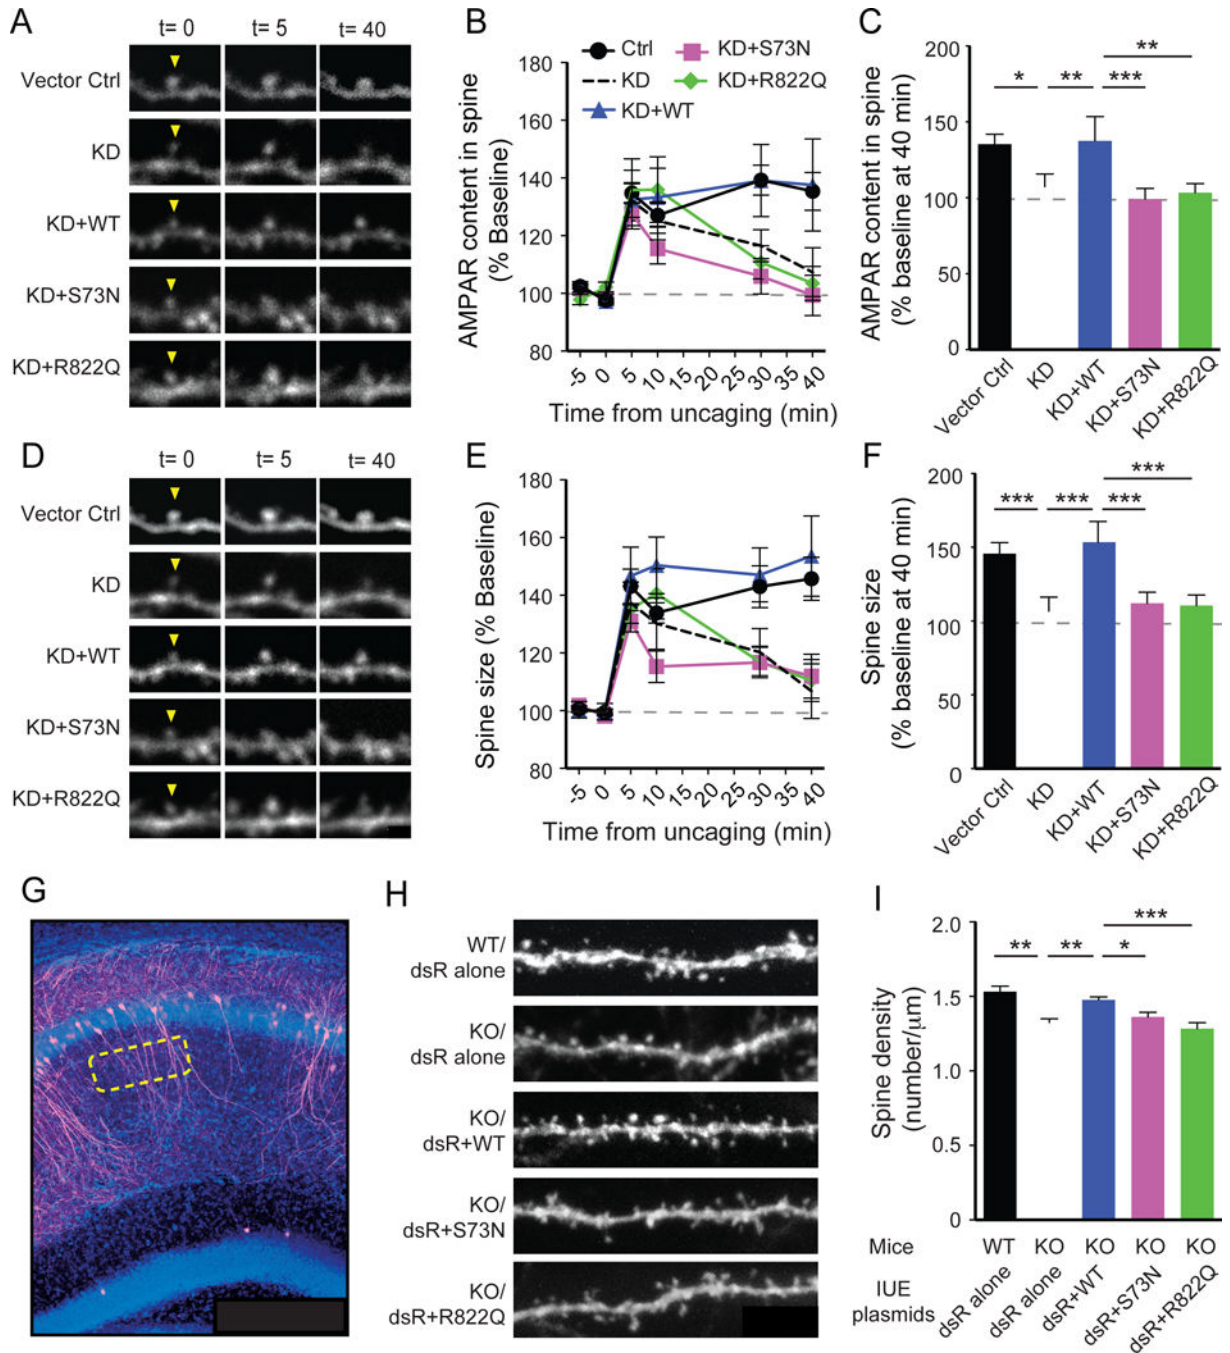 A
t= 0 t= 5 t= 40
Vector Ctrl
KD
KD+WT
KD+S73N
KD+R822Q
B
Ctrl
KD
KD+WT
KD+S73N
KD+R822Q
AMPAR content in spine
(% Baseline)
180
160
140
120
100
80
-5 0 5 10 15 20 25 30 35 40
Time from uncaging (min)
C
AMPAR content in spine
(% baseline at 40 min)
200
150
100
50
0
* ** *** **
Vector Ctrl
KD
KD+WT
KD+S73N
KD+R822Q
D
t= 0 t= 5 t= 40
Vector Ctrl
KD
KD+WT
KD+S73N
KD+R822Q
E
Spine size (% Baseline)
180
160
140
120
100
80
-5 0 5 10 15 20 25 30 35 40
Time from uncaging (min)
F
Spine size
(% baseline at 40 min)
200
150
100
50
0
*** *** *** ***
Vector Ctrl
KD
KD+WT
KD+S73N
KD+R822Q
G
H
WT/
dsR alone
KO/
dsR alone
KO/
dsR+WT
KO/
dsR+S73N
KO/
dsR+R822Q
I
Spine density
(number/μm)
2.0
1.5
1.0
0.5
0
** ** * ***
Mice WT KO KO KO KO
IUE
plasmids
dsR alone
dsR alone
dsR+WT
dsR+S73N
dsR+R822Q